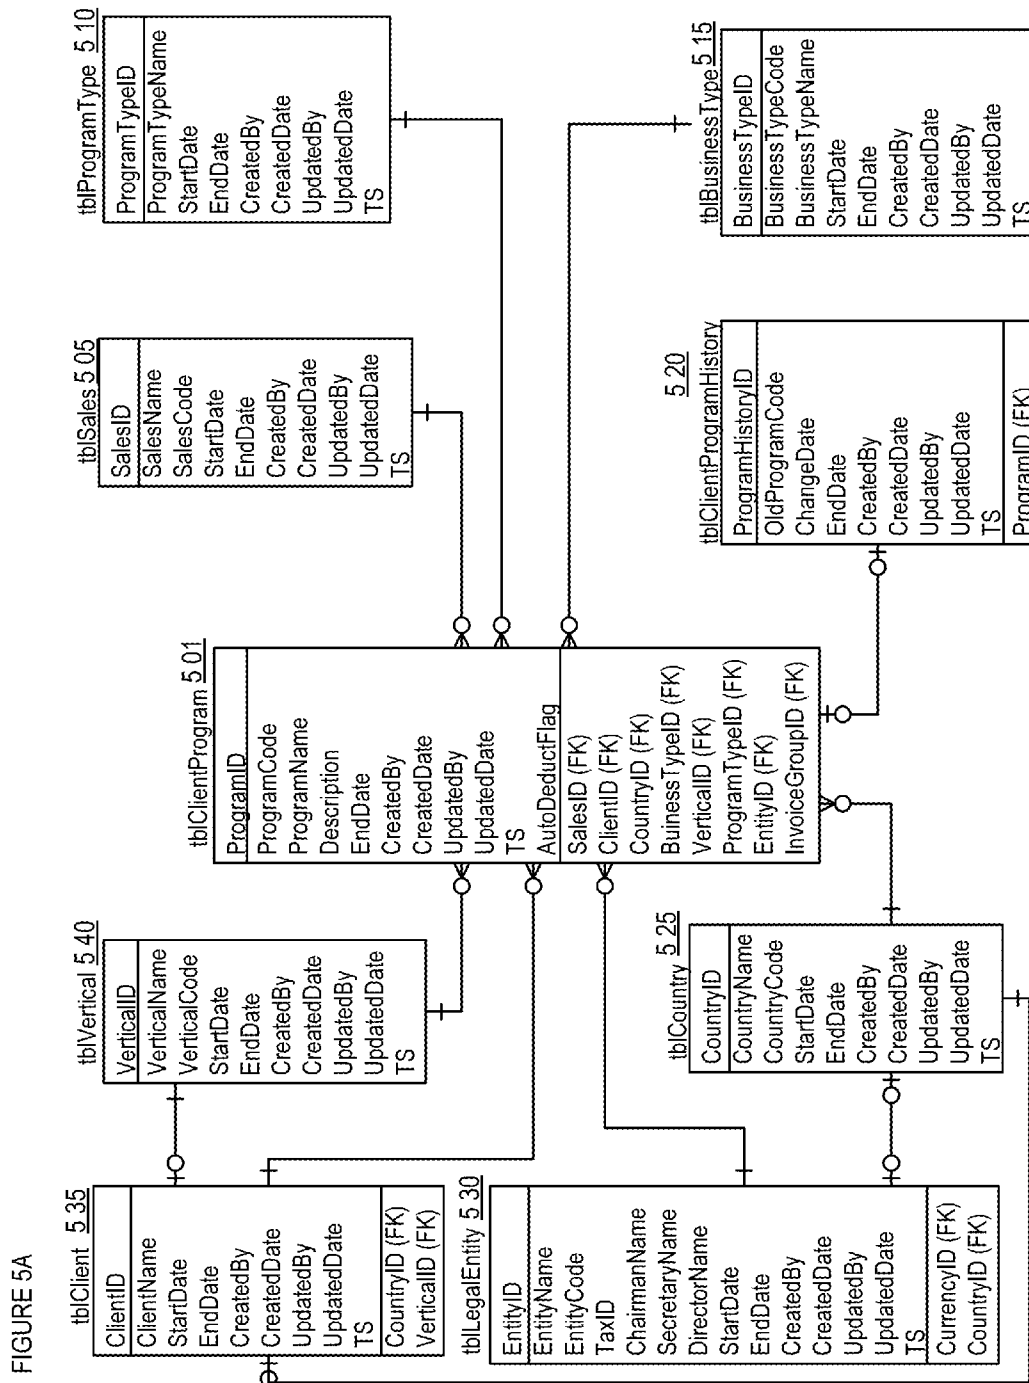 FIGURE 5A
tblClient 5 35
ClientID
ClientName
StartDate
EndDate
CreatedBy
CreatedDate
UpdatedBy
UpdatedDate
TS
CountryID (FK)
VerticalID (FK)
tblVertical 5 40
VerticalID
VerticalName
VerticalCode
StartDate
EndDate
CreatedBy
CreatedDate
UpdatedBy
UpdatedDate
TS
tblClientProgram 5 01
ProgramID
ProgramCode
ProgramName
Description
EndDate
CreatedBy
CreatedDate
UpdatedBy
UpdatedDate
TS
AutoDeductFlag
SalesID (FK)
ClientID (FK)
CountryID (FK)
BuinessTypeID (FK)
VerticalID (FK)
ProgramTypeID (FK)
EntityID (FK)
InvoiceGroupID (FK)
tblSales 5 05
SalesID
SalesName
SalesCode
StartDate
EndDate
CreatedBy
CreatedDate
UpdatedBy
UpdatedDate
TS
tblProgramType 5 10
ProgramTypeID
ProgramTypeName
StartDate
EndDate
CreatedBy
CreatedDate
UpdatedBy
UpdatedDate
TS
tblLegalEntity 5 30
EntityID
EntityName
EntityCode
TaxID
ChairmanName
SecretaryName
DirectorName
StartDate
EndDate
CreatedBy
CreatedDate
UpdatedBy
UpdatedDate
TS
CurrencyID (FK)
CountryID (FK)
tblCountry 5 25
CountryID
CountryName
CountryCode
StartDate
EndDate
CreatedBy
CreatedDate
UpdatedBy
UpdatedDate
TS
5 20
tblClientProgramHistory
ProgramHistoryID
OldProgramCode
ChangeDate
EndDate
CreatedBy
CreatedDate
UpdatedBy
UpdatedDate
TS
ProgramID (FK)
tblBusinessType 5 15
BusinessTypeID
BusinessTypeCode
BusinessTypeName
StartDate
EndDate
CreatedBy
CreatedDate
UpdatedBy
UpdatedDate
TS